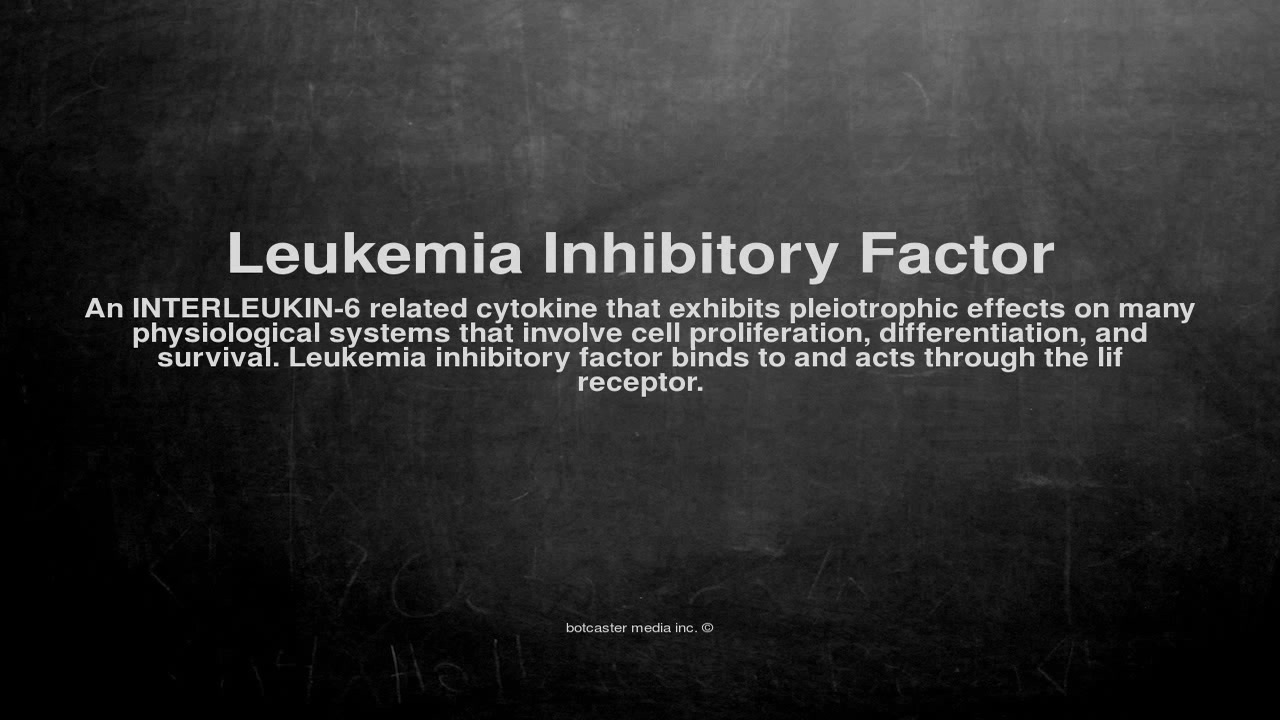 Leukemia Inhibitory Factor
An INTERLEUKIN-6 related cytokine that exhibits pleiotrophic effects on many
physiological systems that involve cell proliferation, differentiation, and
survival. Leukemia inhibitory factor binds to and acts through the lif
receptor.
botcaster media inc. ©